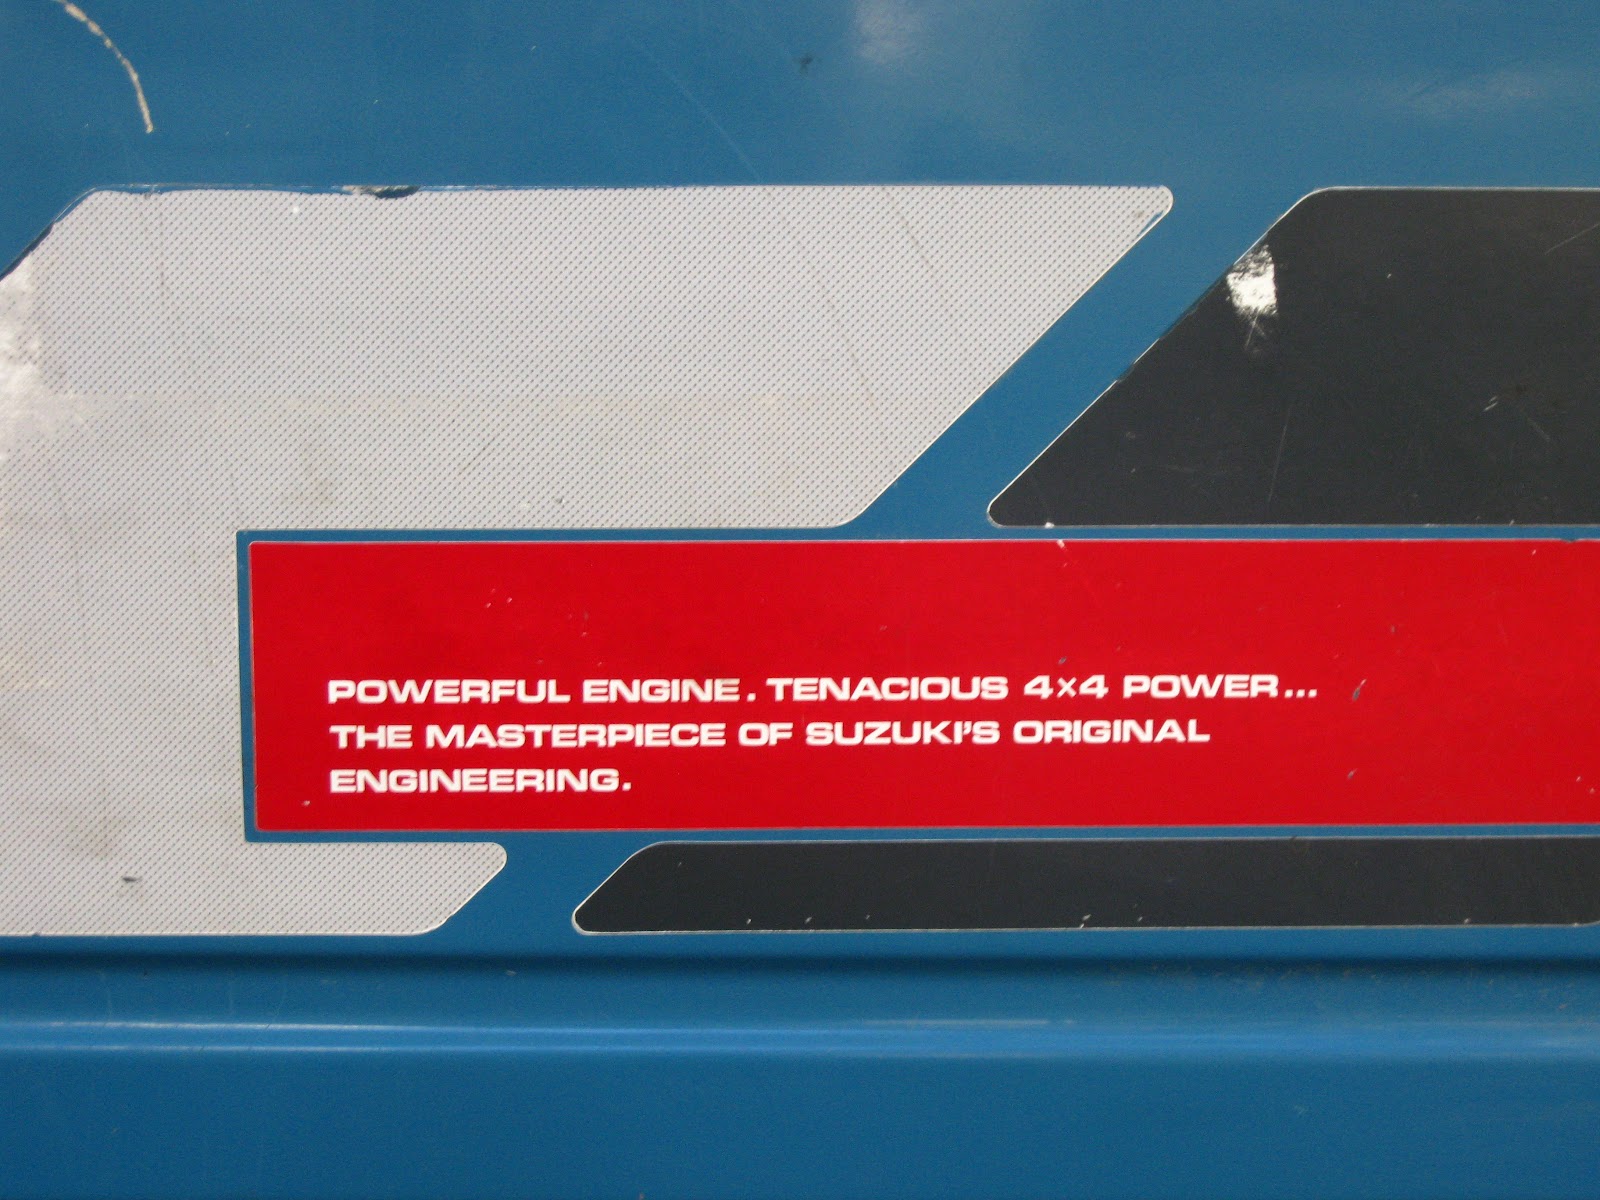 POWERFUL ENGINE. TENACIOUS 4×4 POWER...
THE MASTERPIECE OF SUZUKI'S ORIGINAL
ENGINEERING.